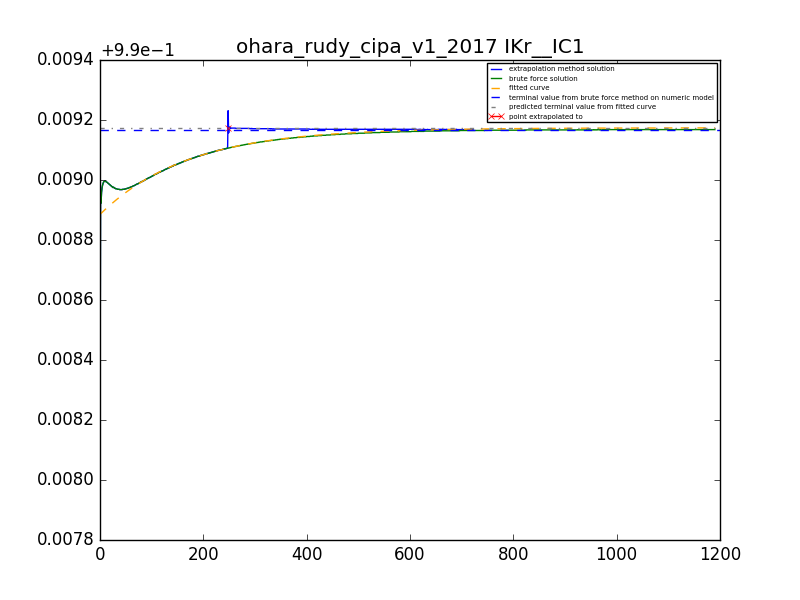 ohara_rudy_cipa_v1_2017 IKr__IC1
+9.9e−1
0.0094
0.0092
0.0090
0.0088
0.0086
0.0084
0.0082
0.0080
0.0078
0 200 400 600 800 1000 1200
extrapolation method solution
brute force solution
fitted curve
terminal value from brute force method on numeric model
predicted terminal value from fitted curve
point extrapolated to